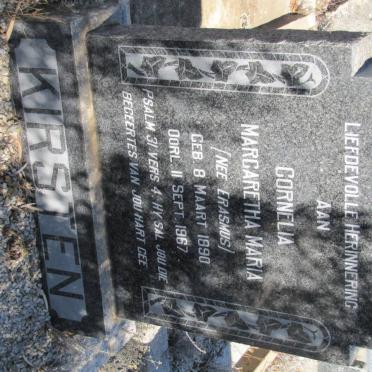 LIEFDEVOLLE HERINNERING
AAN
CORNELIA
MARGARETHA MARIA
(NEÉ ERASMUS)
GEB. 8 MAART 1890
OORL. 11 SEPT. 1967
PSALM 37 VERS 4 HY SAL JOU DIE
BEGEERTES VAN JOU HART GEE
KIRSTEN